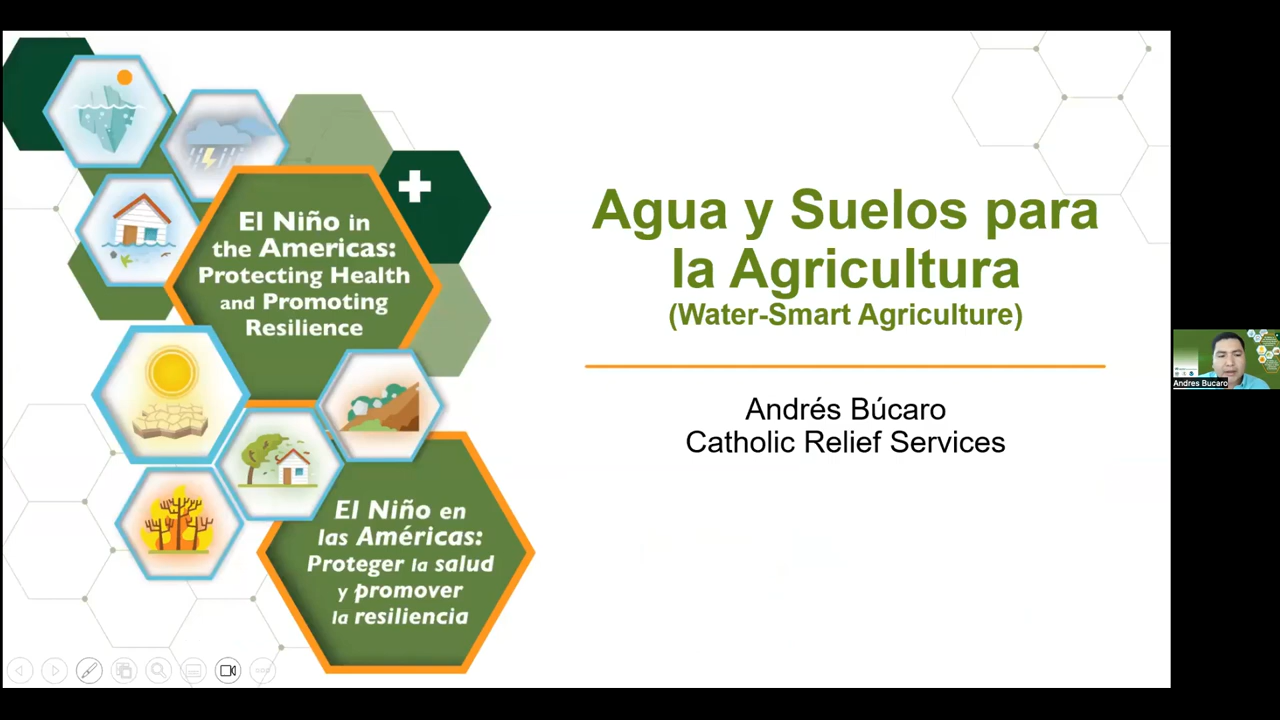 El Niño in
the Americas:
Protecting Health
and Promoting
Resilience
El Niño en
las Américas:
Proteger la salud
y promover
la resiliencia
Agua y Suelos para
la Agricultura
(Water-Smart Agriculture)
Andrés Búcaro
Catholic Relief Services
Andres Bucaro